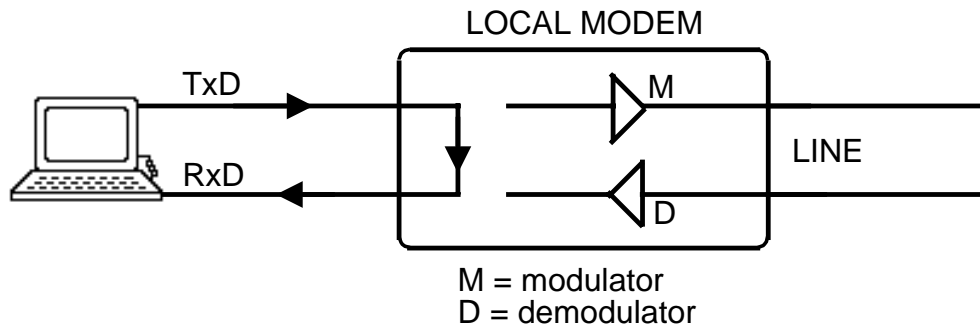 LOCAL MODEM
TxD
M
LINE
RxD
D
M = modulator
D = demodulator